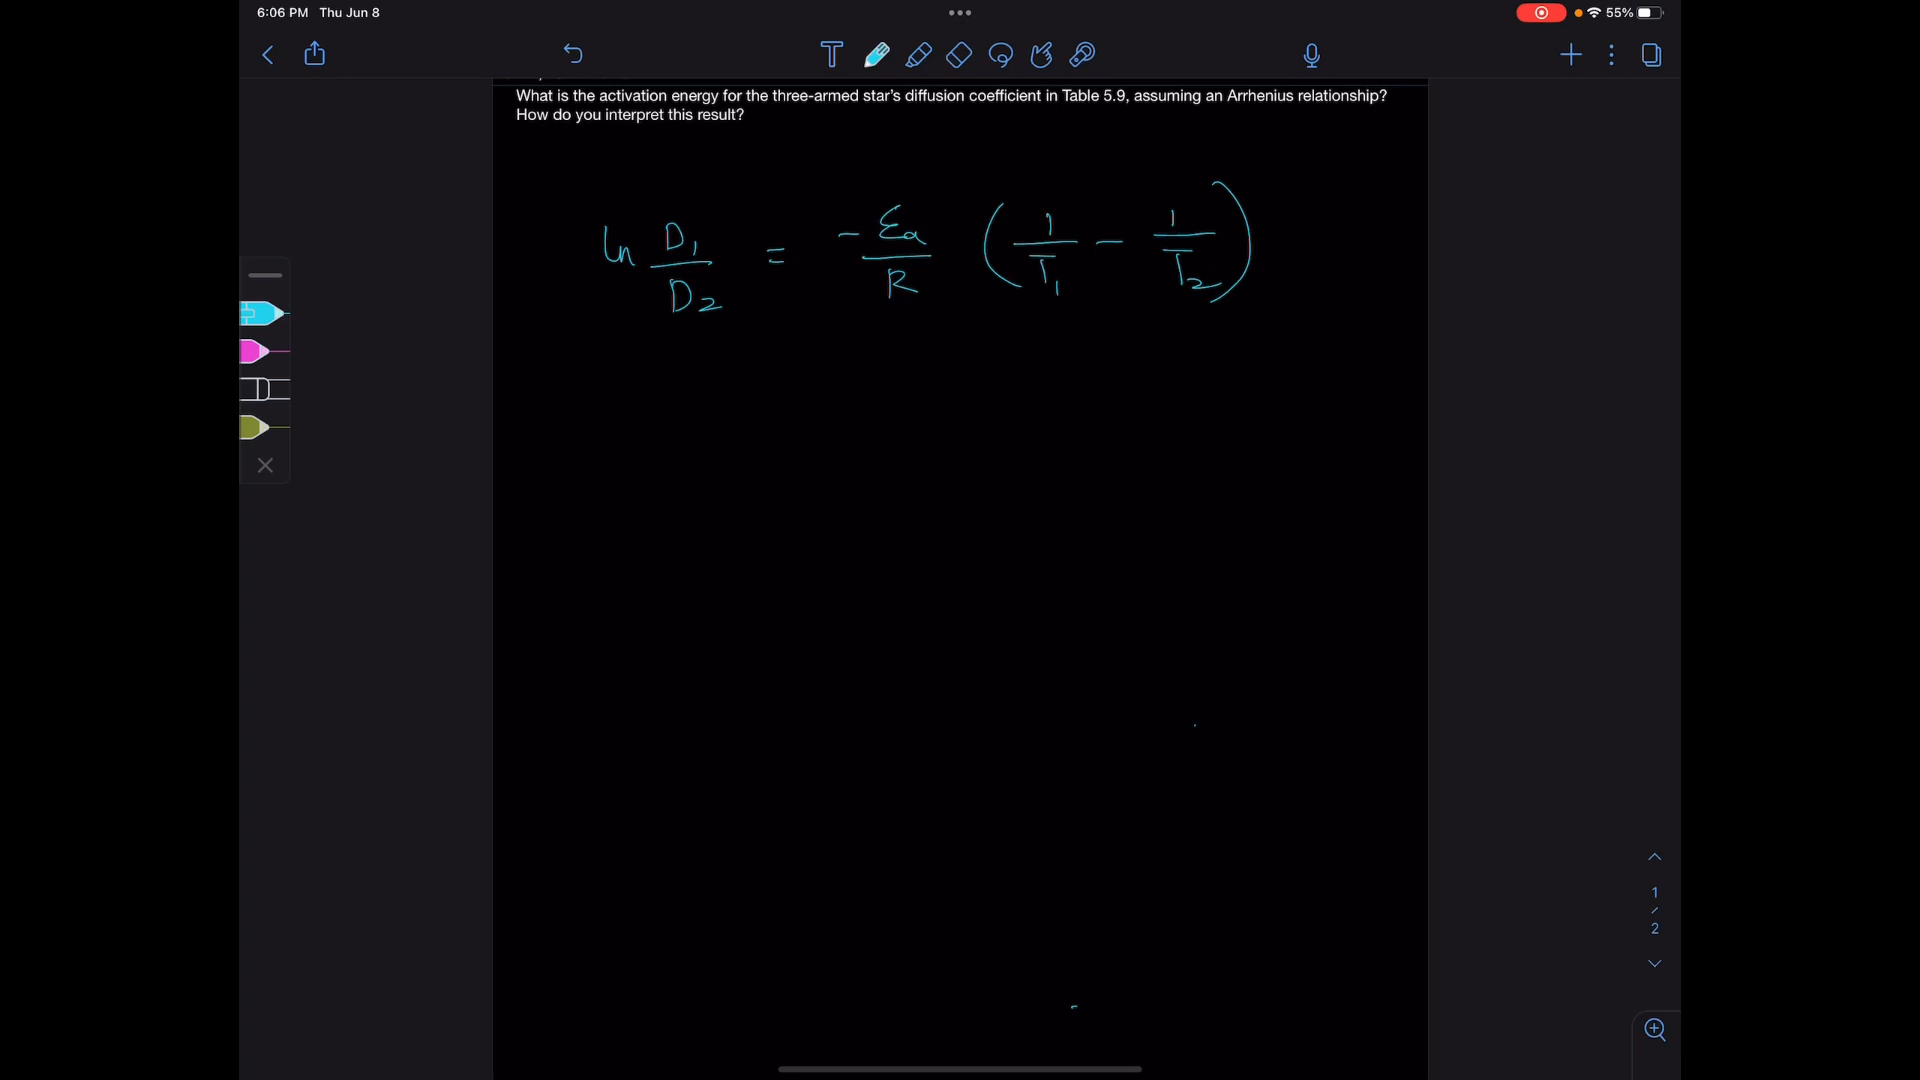 6:06 PM Thu Jun 8
55%
What is the activation energy for the three-armed star's diffusion coefficient in Table 5.9, assuming an Arrhenius relationship?
How do you interpret this result?
ln D₁/D₂ = -Ea/R (1/T₁ - 1/T₂)
1
/
2